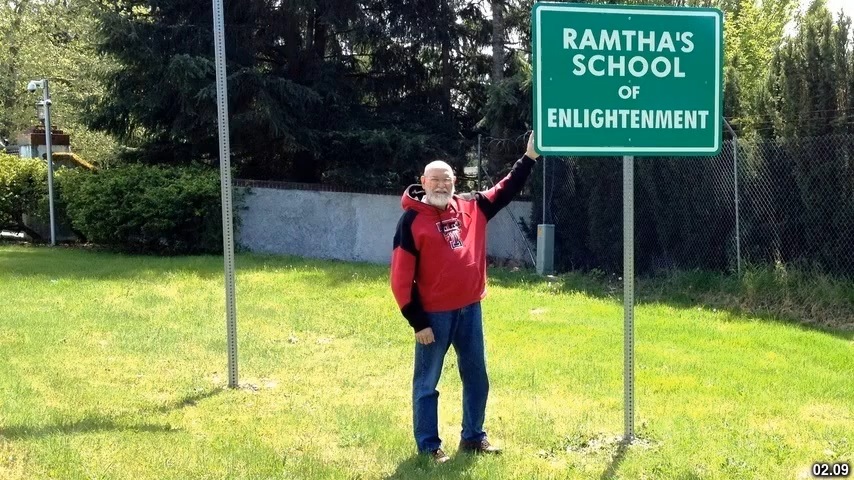 RAMTHA'S
SCHOOL
OF
ENLIGHTENMENT
02.09